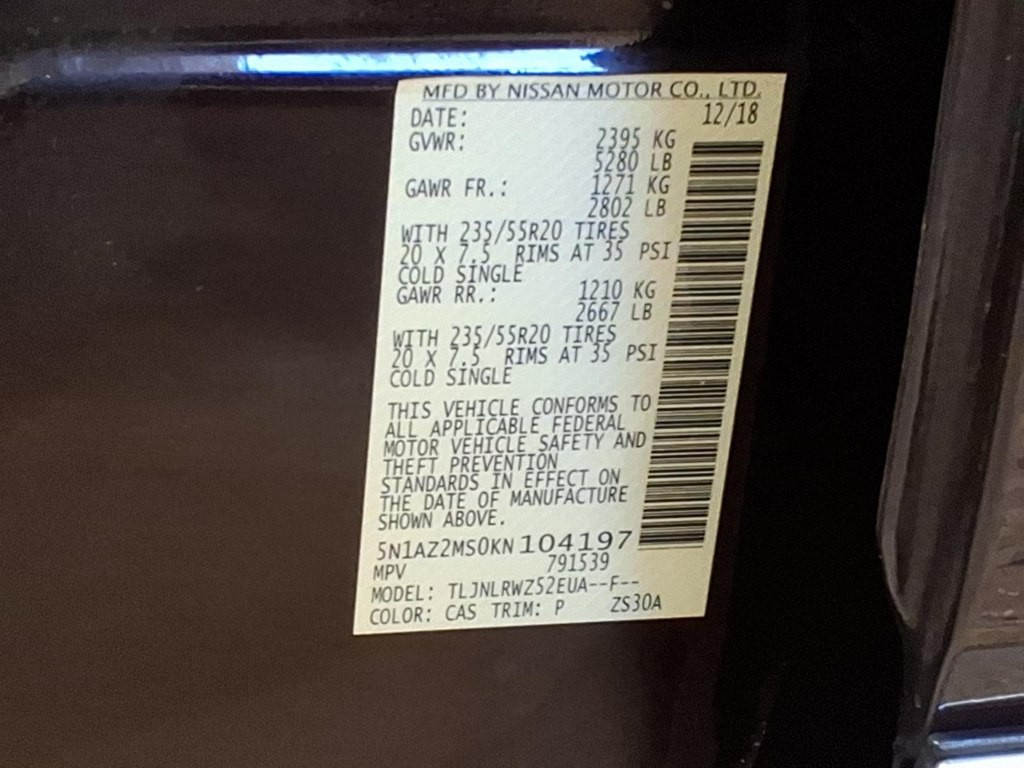 MFD BY NISSAN MOTOR CO., LTD.
DATE: 12/18
GVWR: 2395 KG
5280 LB
GAWR FR.: 1271 KG
2802 LB
WITH 235/55R20 TIRES
20 X 7.5 RIMS AT 35 PSI
COLD SINGLE
GAWR RR.: 1210 KG
2667 LB
WITH 235/55R20 TIRES
20 X 7.5 RIMS AT 35 PSI
COLD SINGLE
THIS VEHICLE CONFORMS TO
ALL APPLICABLE FEDERAL
MOTOR VEHICLE SAFETY AND
THEFT PREVENTION
STANDARDS IN EFFECT ON
THE DATE OF MANUFACTURE
SHOWN ABOVE.
5N1AZ2MS0KN104197
MPV 791539
MODEL: TLJNLRWZ52EUA--F--
COLOR: CAS TRIM: P ZS30A